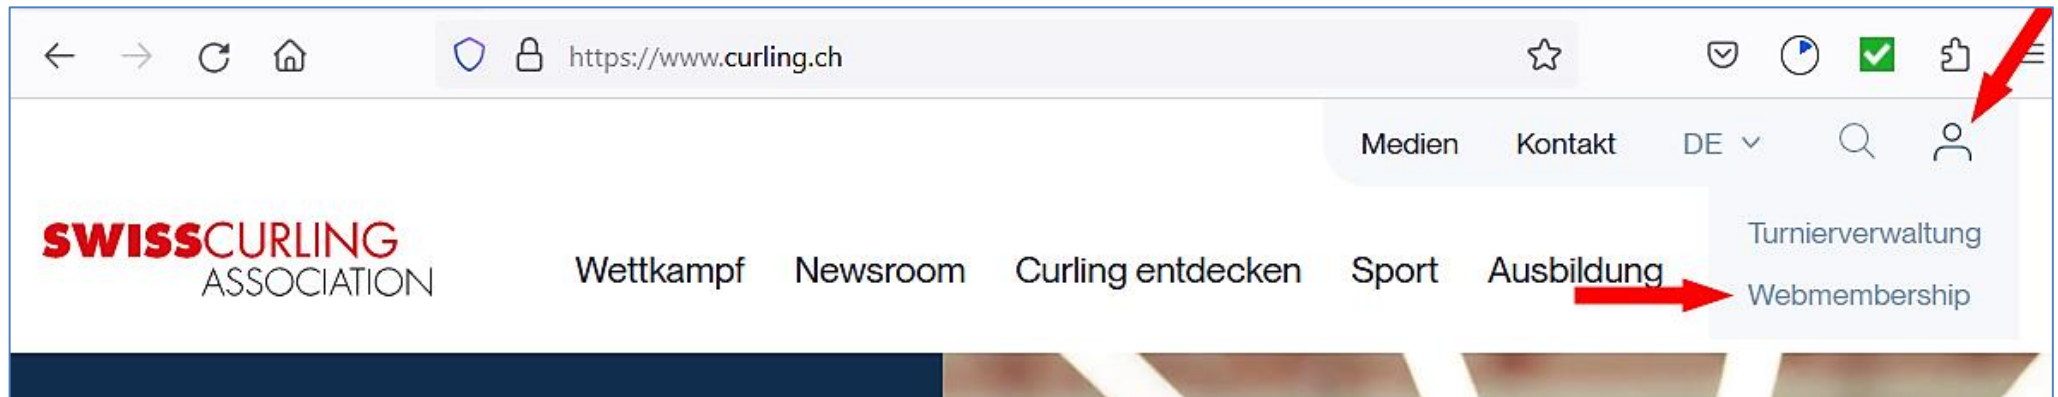 https://www.curling.ch
Medien Kontakt DE
SWISSCURLING
ASSOCIATION
Wettkampf Newsroom Curling entdecken Sport Ausbildung
Turnierverwaltung
Webmembership